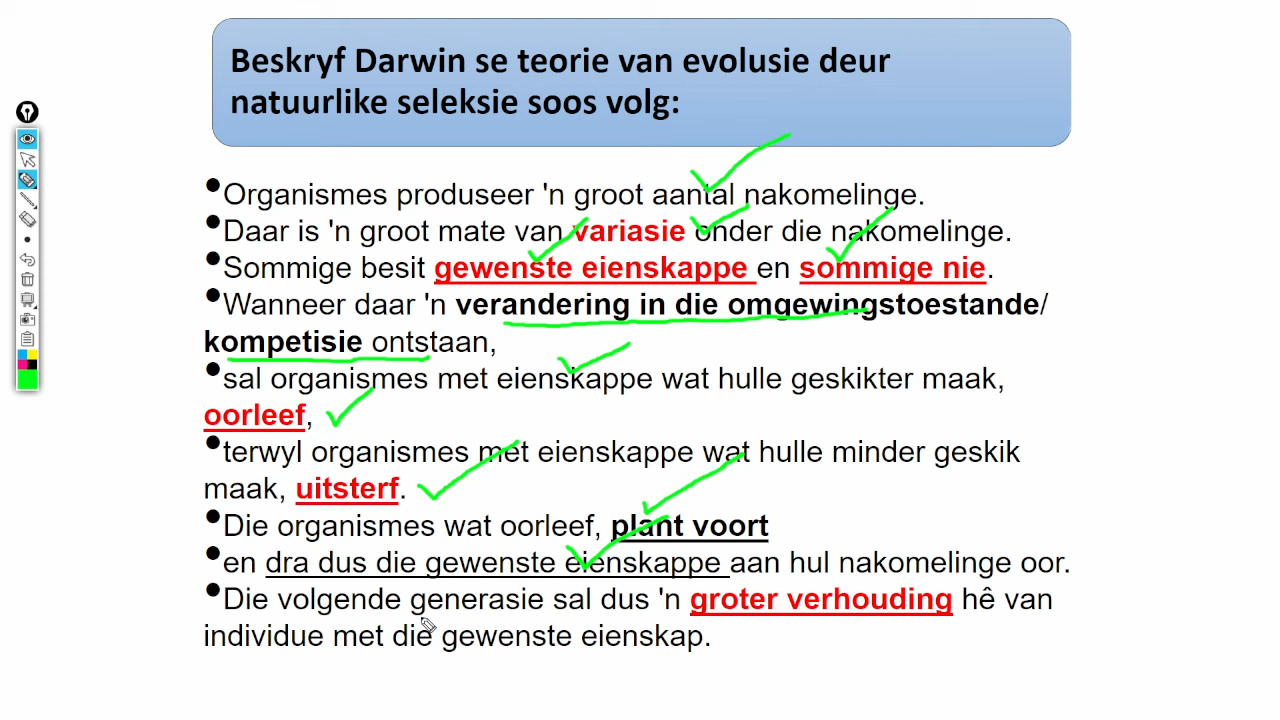 Beskryf Darwin se teorie van evolusie deur
natuurlike seleksie soos volg:
•Organismes produseer 'n groot aantal nakomelinge.
•Daar is 'n groot mate van variasie onder die nakomelinge.
•Sommige besit gewenste eienskappe en sommige nie.
•Wanneer daar 'n verandering in die omgewingstoestande/
kompetisie ontstaan,
•sal organismes met eienskappe wat hulle geskikter maak,
oorleef,
•terwyl organismes met eienskappe wat hulle minder geskik
maak, uitsterf.
•Die organismes wat oorleef, plant voort
•en dra dus die gewenste eienskappe aan hul nakomelinge oor.
•Die volgende generasie sal dus 'n groter verhouding hê van
individue met die gewenste eienskap.